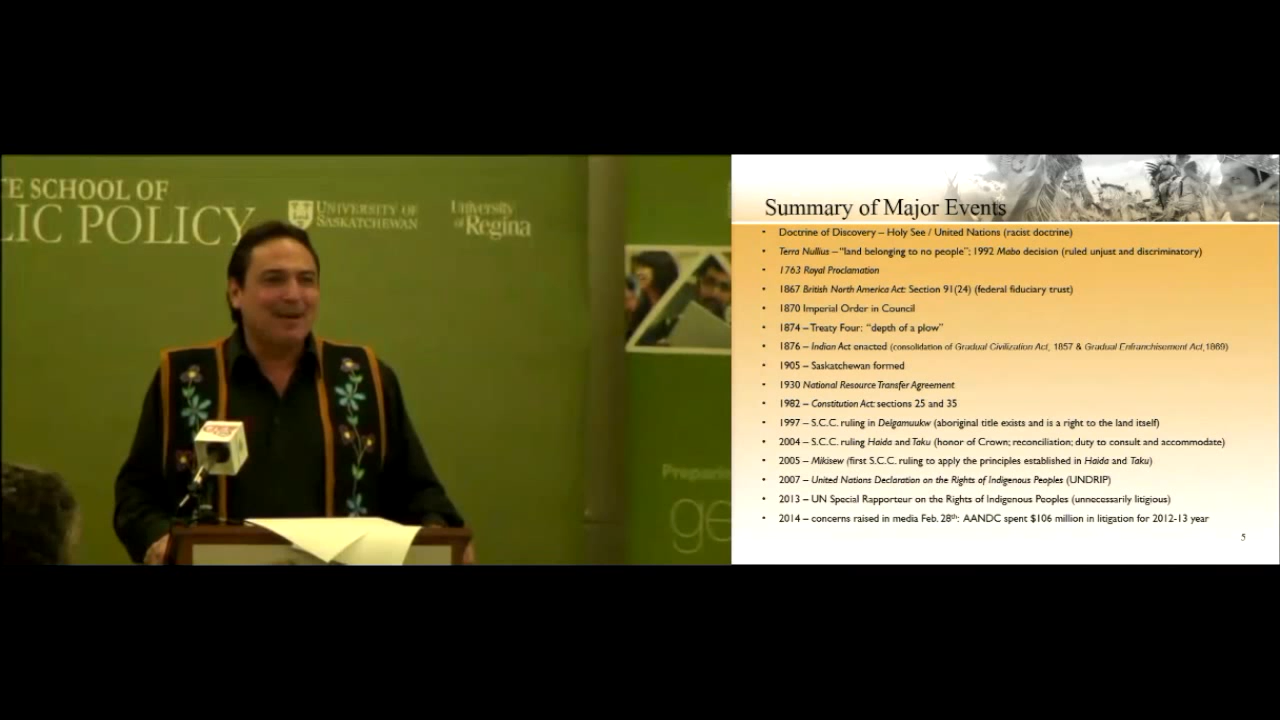 TE SCHOOL OF
LIC POLICY
UNIVERSITY OF
SASKATCHEWAN
University
of Regina
Preparin
ge
Summary of Major Events
• Doctrine of Discovery – Holy See / United Nations (racist doctrine)
• Terra Nullius – “land belonging to no people”; 1992 Mabo decision (ruled unjust and discriminatory)
• 1763 Royal Proclamation
• 1867 British North America Act: Section 91(24) (federal fiduciary trust)
• 1870 Imperial Order in Council
• 1874 – Treaty Four: “depth of a plow”
• 1876 – Indian Act enacted (consolidation of Gradual Civilization Act, 1857 & Gradual Enfranchisement Act,1869)
• 1905 – Saskatchewan formed
• 1930 National Resource Transfer Agreement
• 1982 – Constitution Act: sections 25 and 35
• 1997 – S.C.C. ruling in Delgamuukw (aboriginal title exists and is a right to the land itself)
• 2004 – S.C.C. ruling Haida and Taku (honor of Crown; reconciliation; duty to consult and accommodate)
• 2005 – Mikisew (first S.C.C. ruling to apply the principles established in Haida and Taku)
• 2007 – United Nations Declaration on the Rights of Indigenous Peoples (UNDRIP)
• 2013 – UN Special Rapporteur on the Rights of Indigenous Peoples (unnecessarily litigious)
• 2014 – concerns raised in media Feb. 28th: AANDC spent $106 million in litigation for 2012-13 year
5